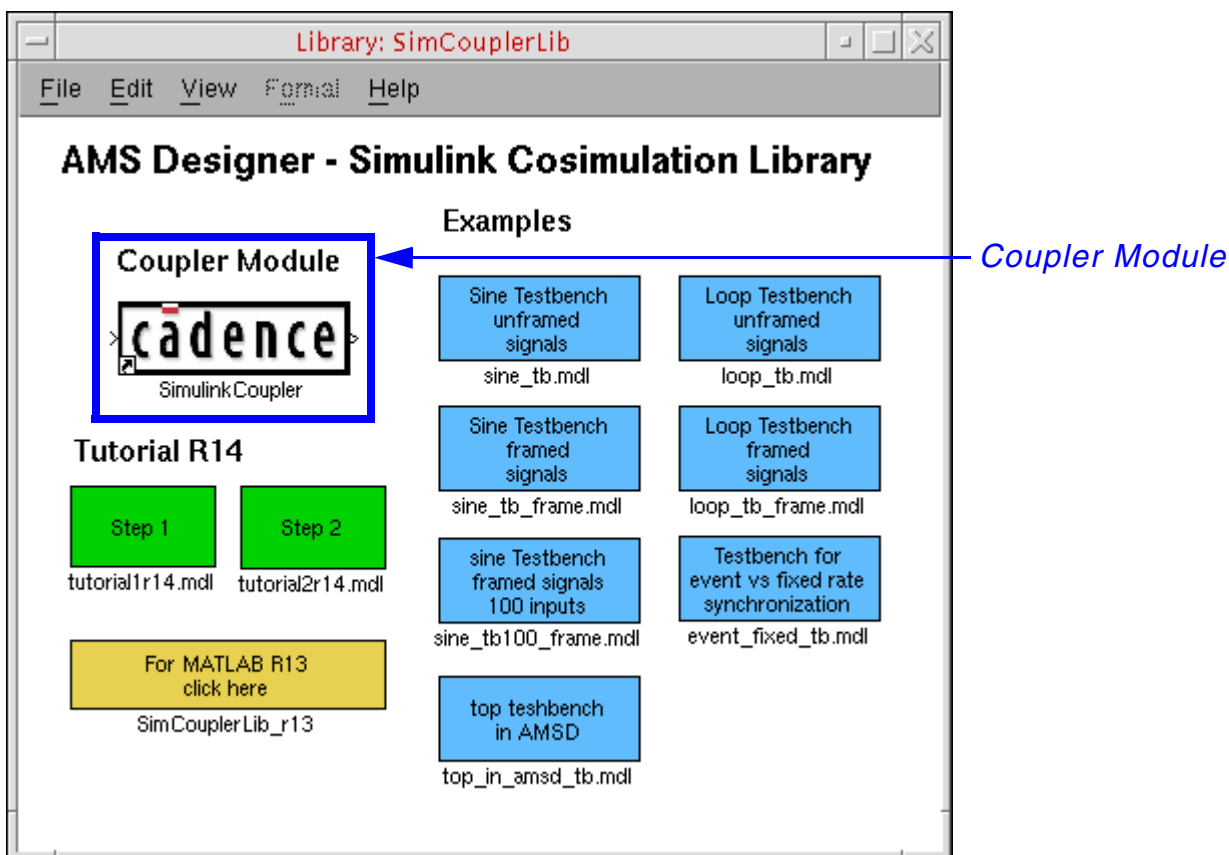 Library: SimCouplerLib
File Edit View Format Help
AMS Designer - Simulink Cosimulation Library
Coupler Module
cādence
SimulinkCoupler
Coupler Module
Tutorial R14
Step 1
tutorial1r14.mdl
Step 2
tutorial2r14.mdl
For MATLAB R13
click here
SimCouplerLib_r13
Examples
Sine Testbench
unframed
signals
sine_tb.mdl
Loop Testbench
unframed
signals
loop_tb.mdl
Sine Testbench
framed
signals
sine_tb_frame.mdl
Loop Testbench
framed
signals
loop_tb_frame.mdl
sine Testbench
framed signals
100 inputs
sine_tb100_frame.mdl
Testbench for
event vs fixed rate
synchronization
event_fixed_tb.mdl
top teshbench
in AMSD
top_in_amsd_tb.mdl